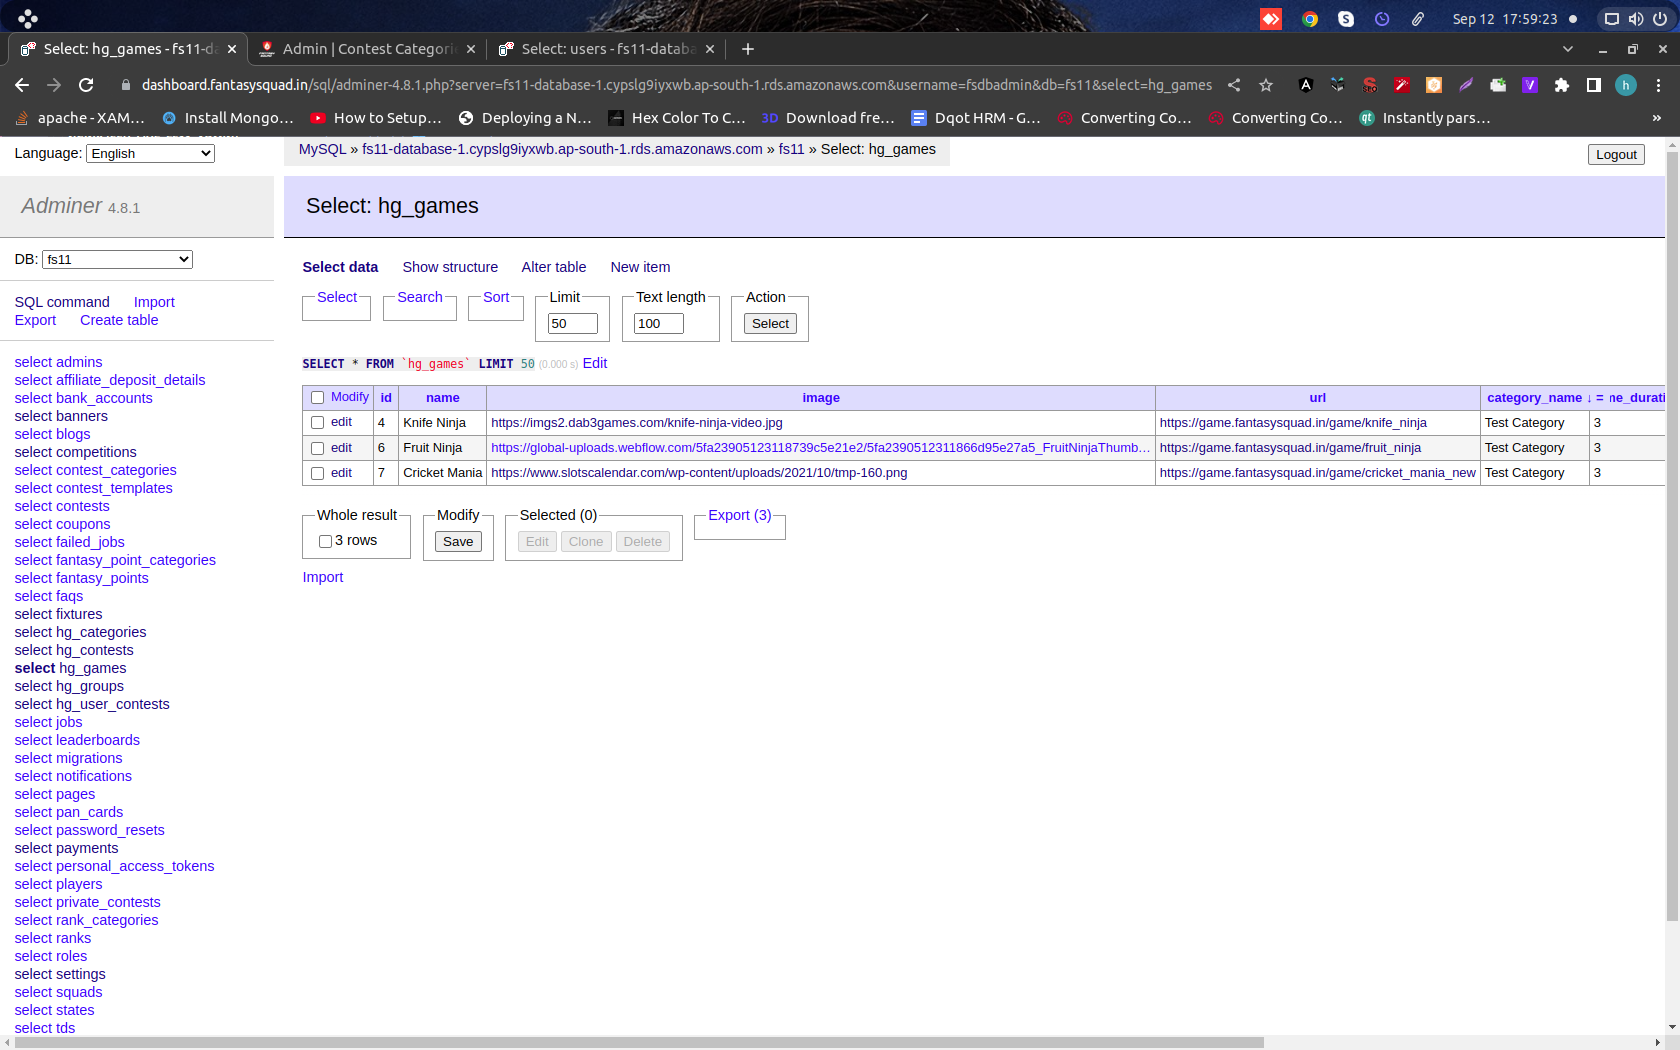 Sep 12 17:59:23
Select: hg_games - fs11-da
Admin | Contest Categorie
Select: users - fs11-databa
dashboard.fantasysquad.in/sql/adminer-4.8.1.php?server=fs11-database-1.cypslg9iyxwb.ap-south-1.rds.amazonaws.com&username=fsdbadmin&db=fs11&select=hg_games
apache - XAM… Install Mongo… How to Setup… Deploying a N… Hex Color To C… 3D Download fre… Dqot HRM - G… Converting Co… Converting Co… Instantly pars… »
Language: English
MySQL » fs11-database-1.cypslg9iyxwb.ap-south-1.rds.amazonaws.com » fs11 » Select: hg_games
Logout
Adminer 4.8.1
Select: hg_games
DB: fs11
SQL command Import
Export Create table
Select data Show structure Alter table New item
Select Search Sort Limit Text length Action
50 100 Select
SELECT * FROM `hg_games` LIMIT 50 (0.000 s) Edit
Modify id name image url category_name ↓ = me_durati
edit 4 Knife Ninja https://imgs2.dab3games.com/knife-ninja-video.jpg https://game.fantasysquad.in/game/knife_ninja Test Category 3
edit 6 Fruit Ninja https://global-uploads.webflow.com/5fa23905123118739c5e21e2/5fa2390512311866d95e27a5_FruitNinjaThumb… https://game.fantasysquad.in/game/fruit_ninja Test Category 3
edit 7 Cricket Mania https://www.slotscalendar.com/wp-content/uploads/2021/10/tmp-160.png https://game.fantasysquad.in/game/cricket_mania_new Test Category 3
Whole result Modify Selected (0) Export (3)
3 rows Save Edit Clone Delete
Import
select admins
select affiliate_deposit_details
select bank_accounts
select banners
select blogs
select competitions
select contest_categories
select contest_templates
select contests
select coupons
select failed_jobs
select fantasy_point_categories
select fantasy_points
select faqs
select fixtures
select hg_categories
select hg_contests
select hg_games
select hg_groups
select hg_user_contests
select jobs
select leaderboards
select migrations
select notifications
select pages
select pan_cards
select password_resets
select payments
select personal_access_tokens
select players
select private_contests
select rank_categories
select ranks
select roles
select settings
select squads
select states
select tds